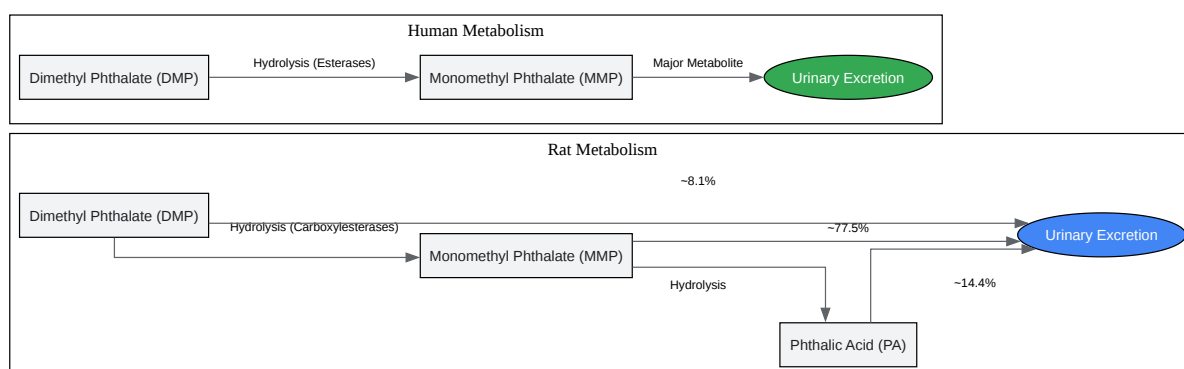 Human Metabolism
Dimethyl Phthalate (DMP)
Hydrolysis (Esterases)
Monomethyl Phthalate (MMP)
Major Metabolite
Urinary Excretion
Rat Metabolism
~8.1%
Dimethyl Phthalate (DMP)
Hydrolysis (Carboxylesterases)
~77.5%
Urinary Excretion
Monomethyl Phthalate (MMP)
Hydrolysis
~14.4%
Phthalic Acid (PA)